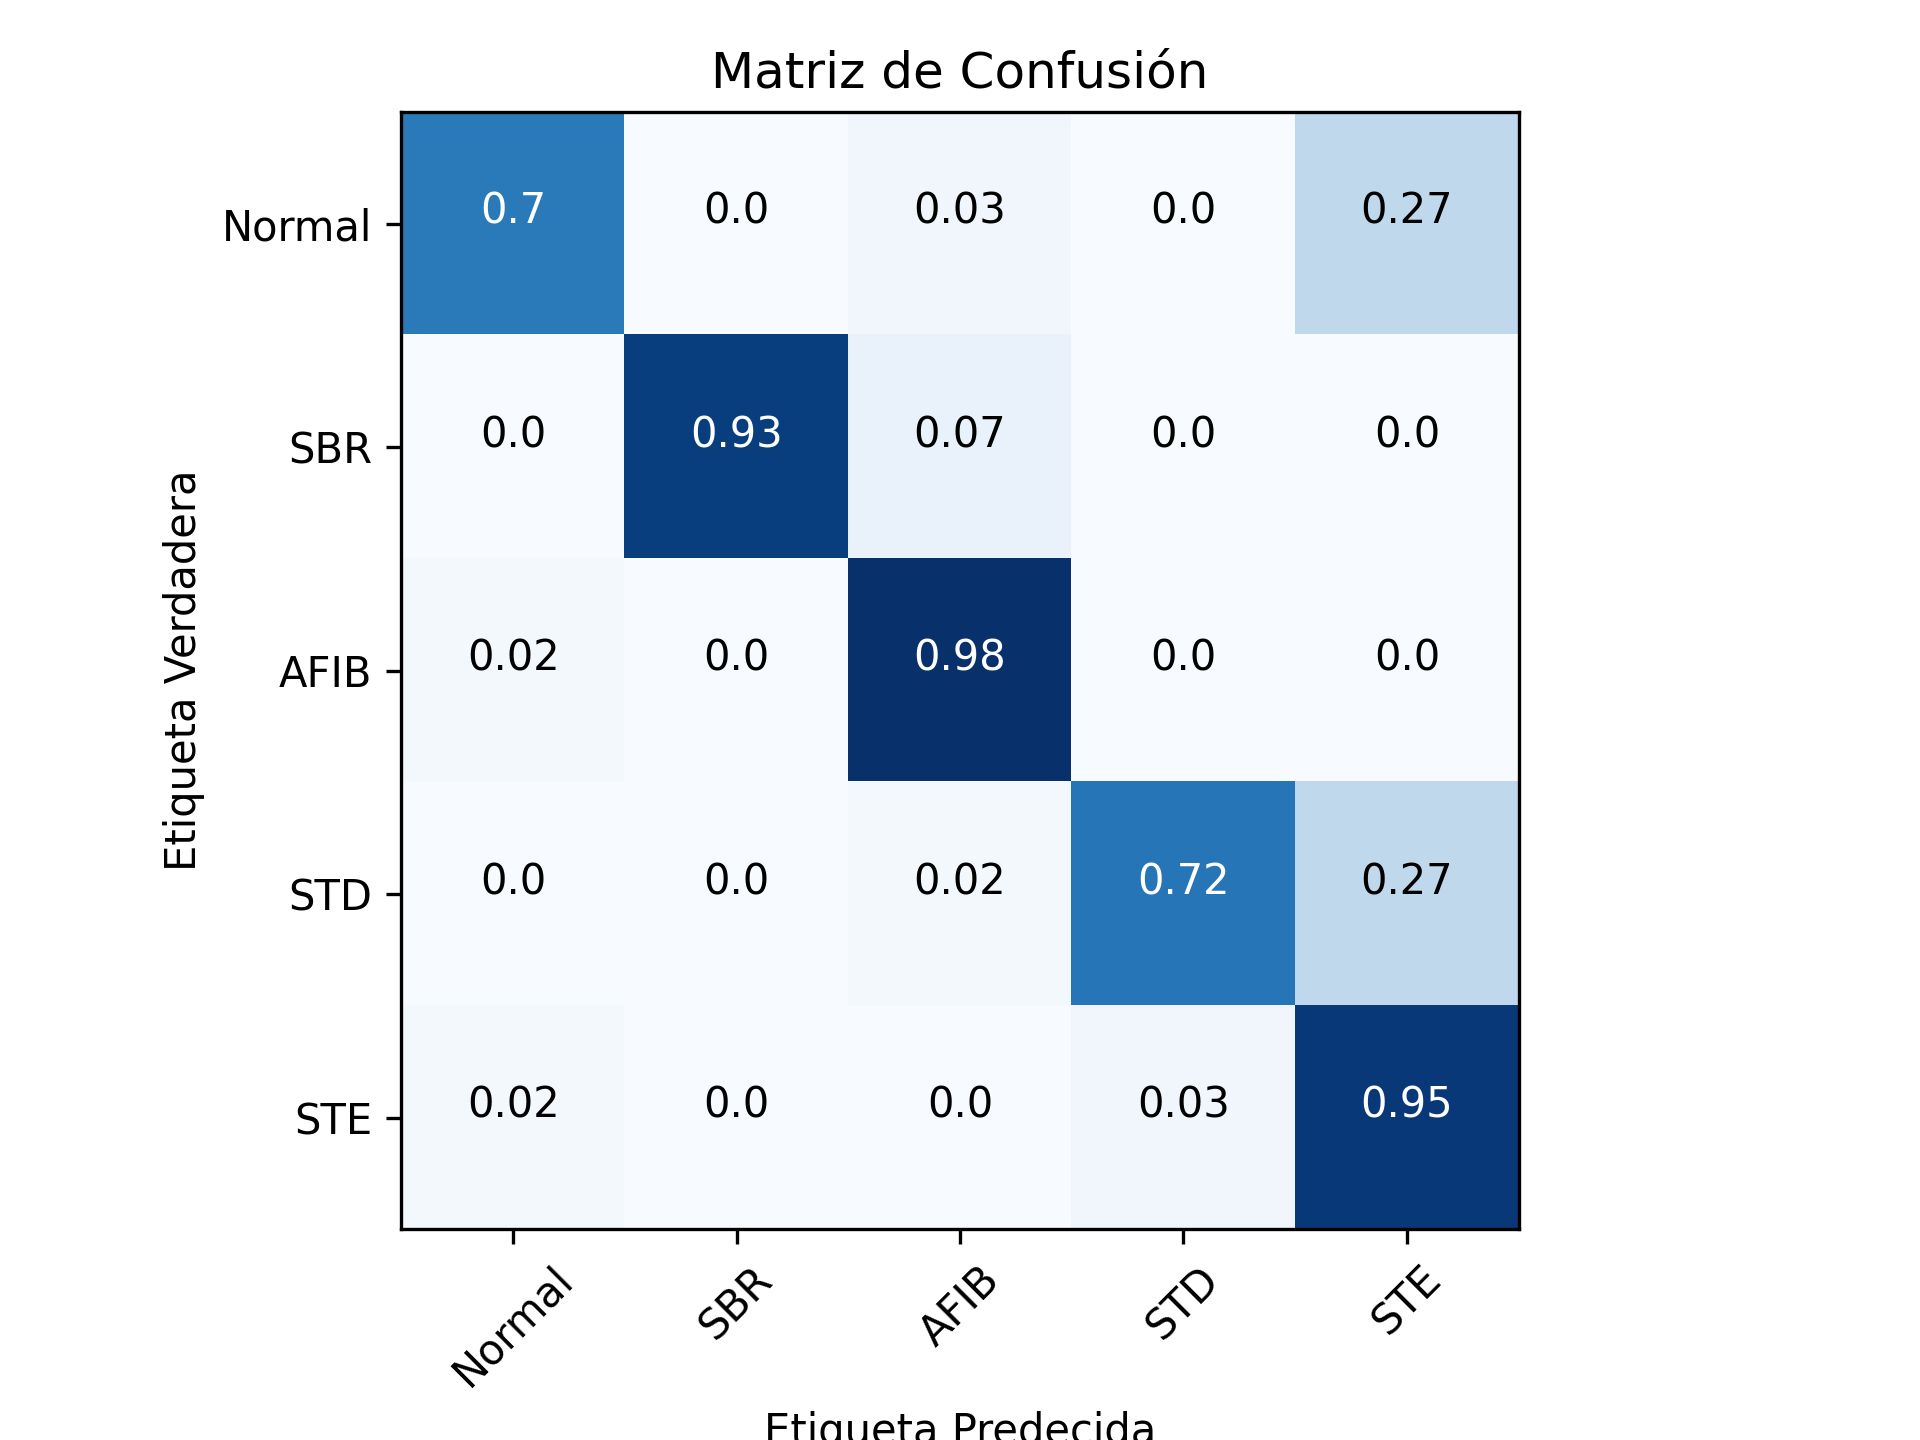 Matriz de Confusión
Normal 0.7 0.0 0.03 0.0 0.27
SBR 0.0 0.93 0.07 0.0 0.0
AFIB 0.02 0.0 0.98 0.0 0.0
STD 0.0 0.0 0.02 0.72 0.27
STE 0.02 0.0 0.0 0.03 0.95
Etiqueta Verdadera
Normal SBR AFIB STD STE
Etiqueta Predecida